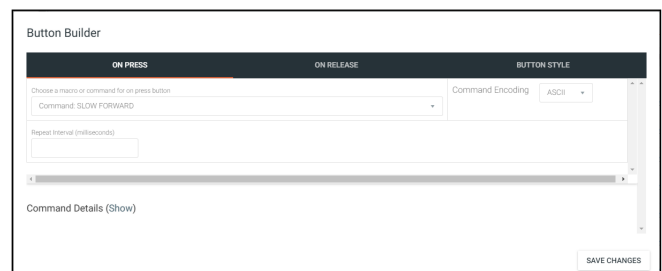 Button Builder
ON PRESS ON RELEASE BUTTON STYLE
Choose a macro or command for on press button
Command: SLOW FORWARD
Command Encoding ASCII
Repeat Interval (milliseconds)
Command Details (Show)
SAVE CHANGES